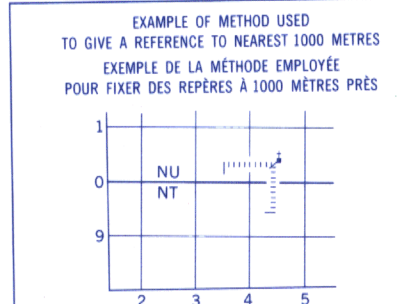 EXAMPLE OF METHOD USED
TO GIVE A REFERENCE TO NEAREST 1000 METRES
EXEMPLE DE LA MÉTHODE EMPLOYÉE
POUR FIXER DES REPÈRES À 1000 MÈTRES PRÈS
1
NU
0
NT
9
2 3 4 5